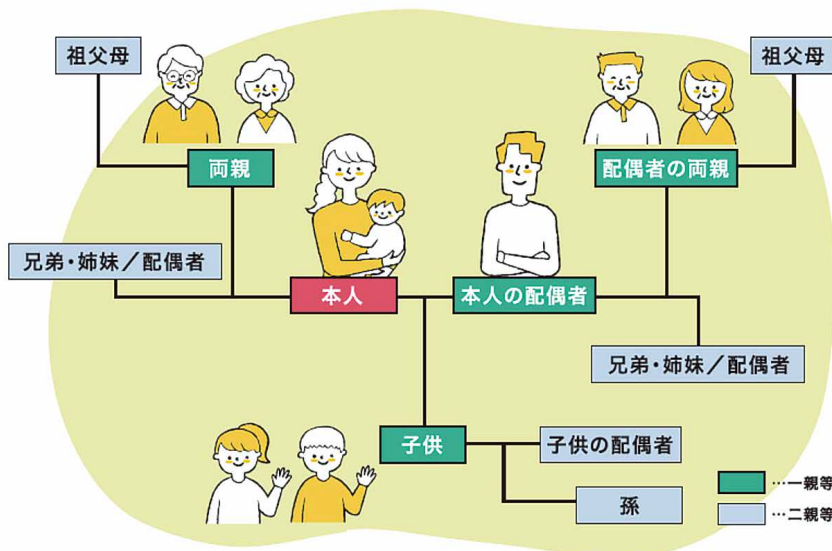 祖父母
祖父母
両親
配偶者の両親
兄弟・姉妹／配偶者
本人
本人の配偶者
兄弟・姉妹／配偶者
子供
子供の配偶者
孫
…一親等
…二親等